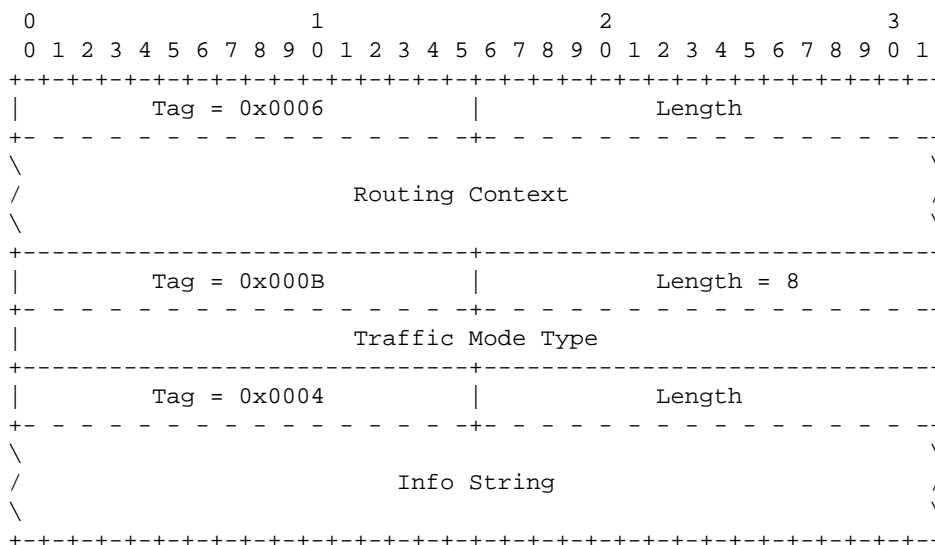 0                   1                   2                   3
0 1 2 3 4 5 6 7 8 9 0 1 2 3 4 5 6 7 8 9 0 1 2 3 4 5 6 7 8 9 0 1
+-+-+-+-+-+-+-+-+-+-+-+-+-+-+-+-+-+-+-+-+-+-+-+-+-+-+-+-+-+-+-+-
|         Tag = 0x0006          |            Length
+- - - - - - - - - - - - - - - -+- - - - - - - - - - - - - - - --
\                                                               \
/                       Routing Context                         /
\                                                               \
+-------------------------------+--------------------------------
|         Tag = 0x000B          |            Length = 8
+- - - - - - - - - - - - - - - -+- - - - - - - - - - - - - - - --
|                       Traffic Mode Type
+-------------------------------+--------------------------------
|         Tag = 0x0004          |            Length
+- - - - - - - - - - - - - - - -+- - - - - - - - - - - - - - - --
\                                                               \
/                          Info String                          /
\                                                               \
+-+-+-+-+-+-+-+-+-+-+-+-+-+-+-+-+-+-+-+-+-+-+-+-+-+-+-+-+-+-+-+-